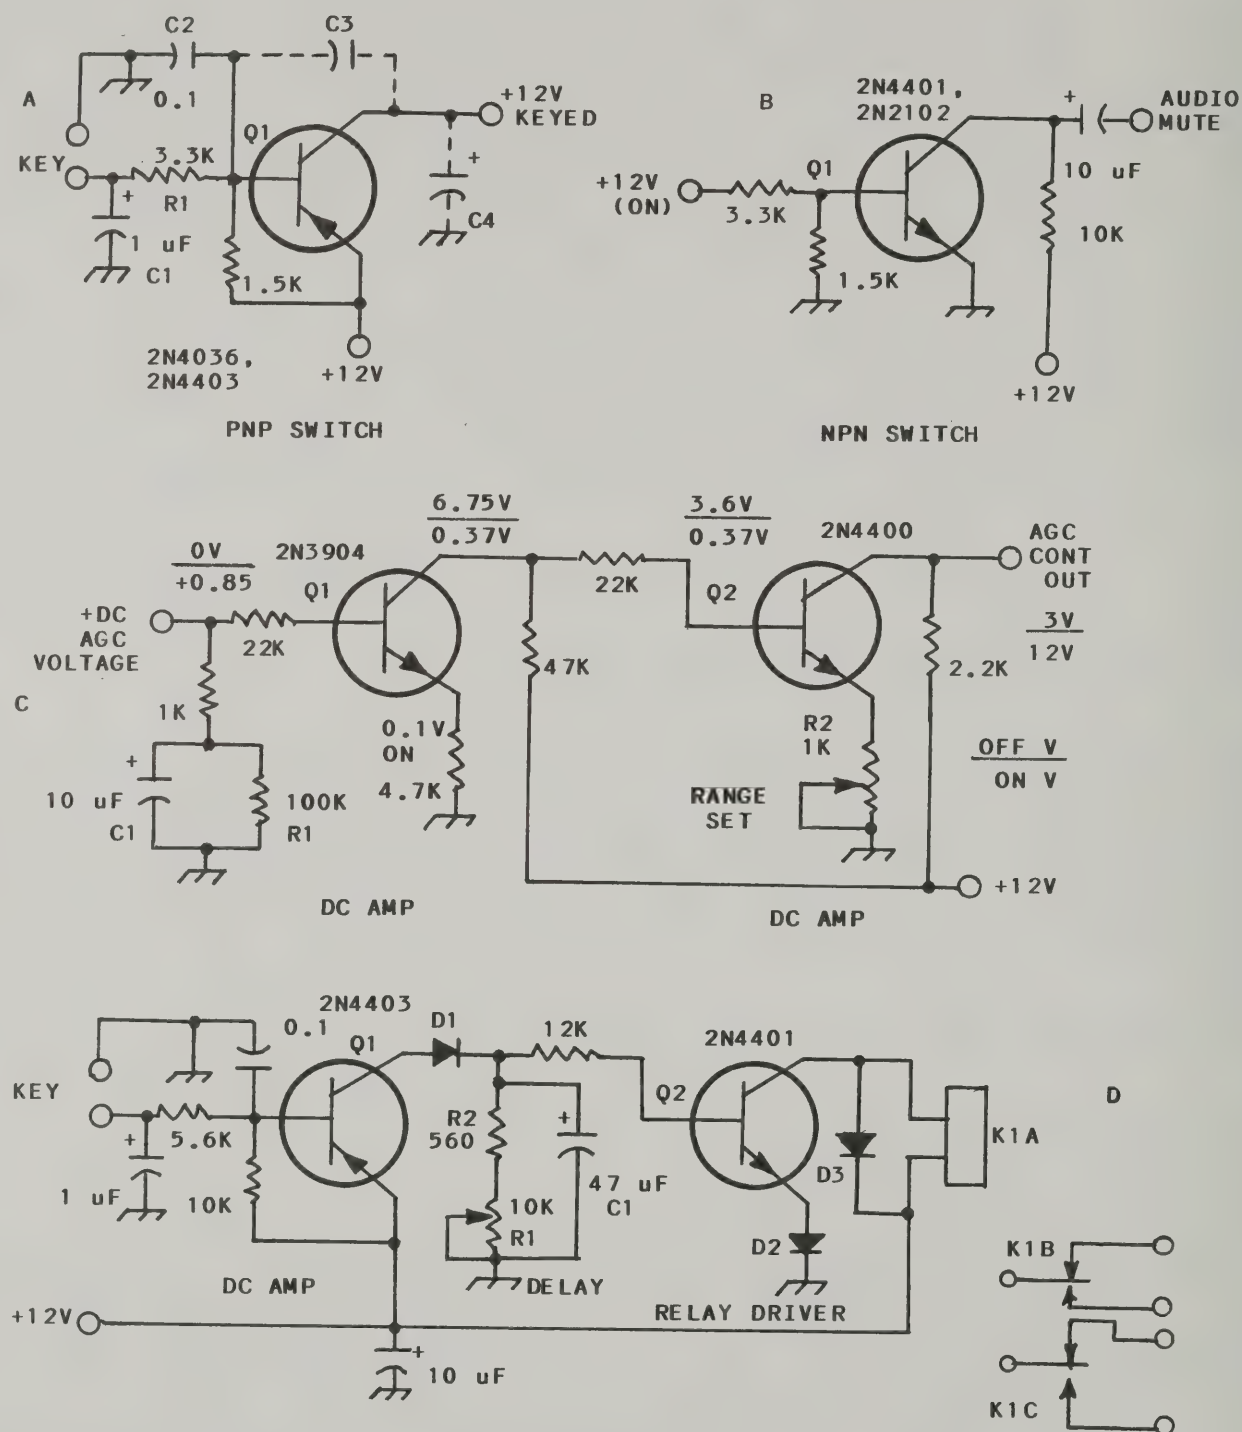 C2
C3
A
0.1
+12V
KEYED
Q1
KEY
3.3K
+
R1
+
1 uF
C1
C4
1.5K
2N4036,
2N4403
+12V
PNP SWITCH
B
2N4401,
2N2102
+
AUDIO
MUTE
Q1
10 uF
+12V
(ON)
3.3K
10K
1.5K
+12V
NPN SWITCH
6.75V
0.37V
3.6V
0.37V
2N4400
AGC
CONT
OUT
0V
+0.85
2N3904
Q1
22K
Q2
+DC
AGC
VOLTAGE
22K
47K
3V
12V
2.2K
C
1K
0.1V
ON
R2
1K
OFF V
ON V
+
10 uF
C1
100K
R1
4.7K
RANGE
SET
+12V
DC AMP
DC AMP
2N4403
0.1
Q1
D1
12K
2N4401
KEY
Q2
D
5.6K
R2
560
+
K1A
+
1 uF
10K
47 uF
C1
D3
10K
R1
D2
K1B
DC AMP
DELAY
RELAY DRIVER
+12V
+
10 uF
K1C